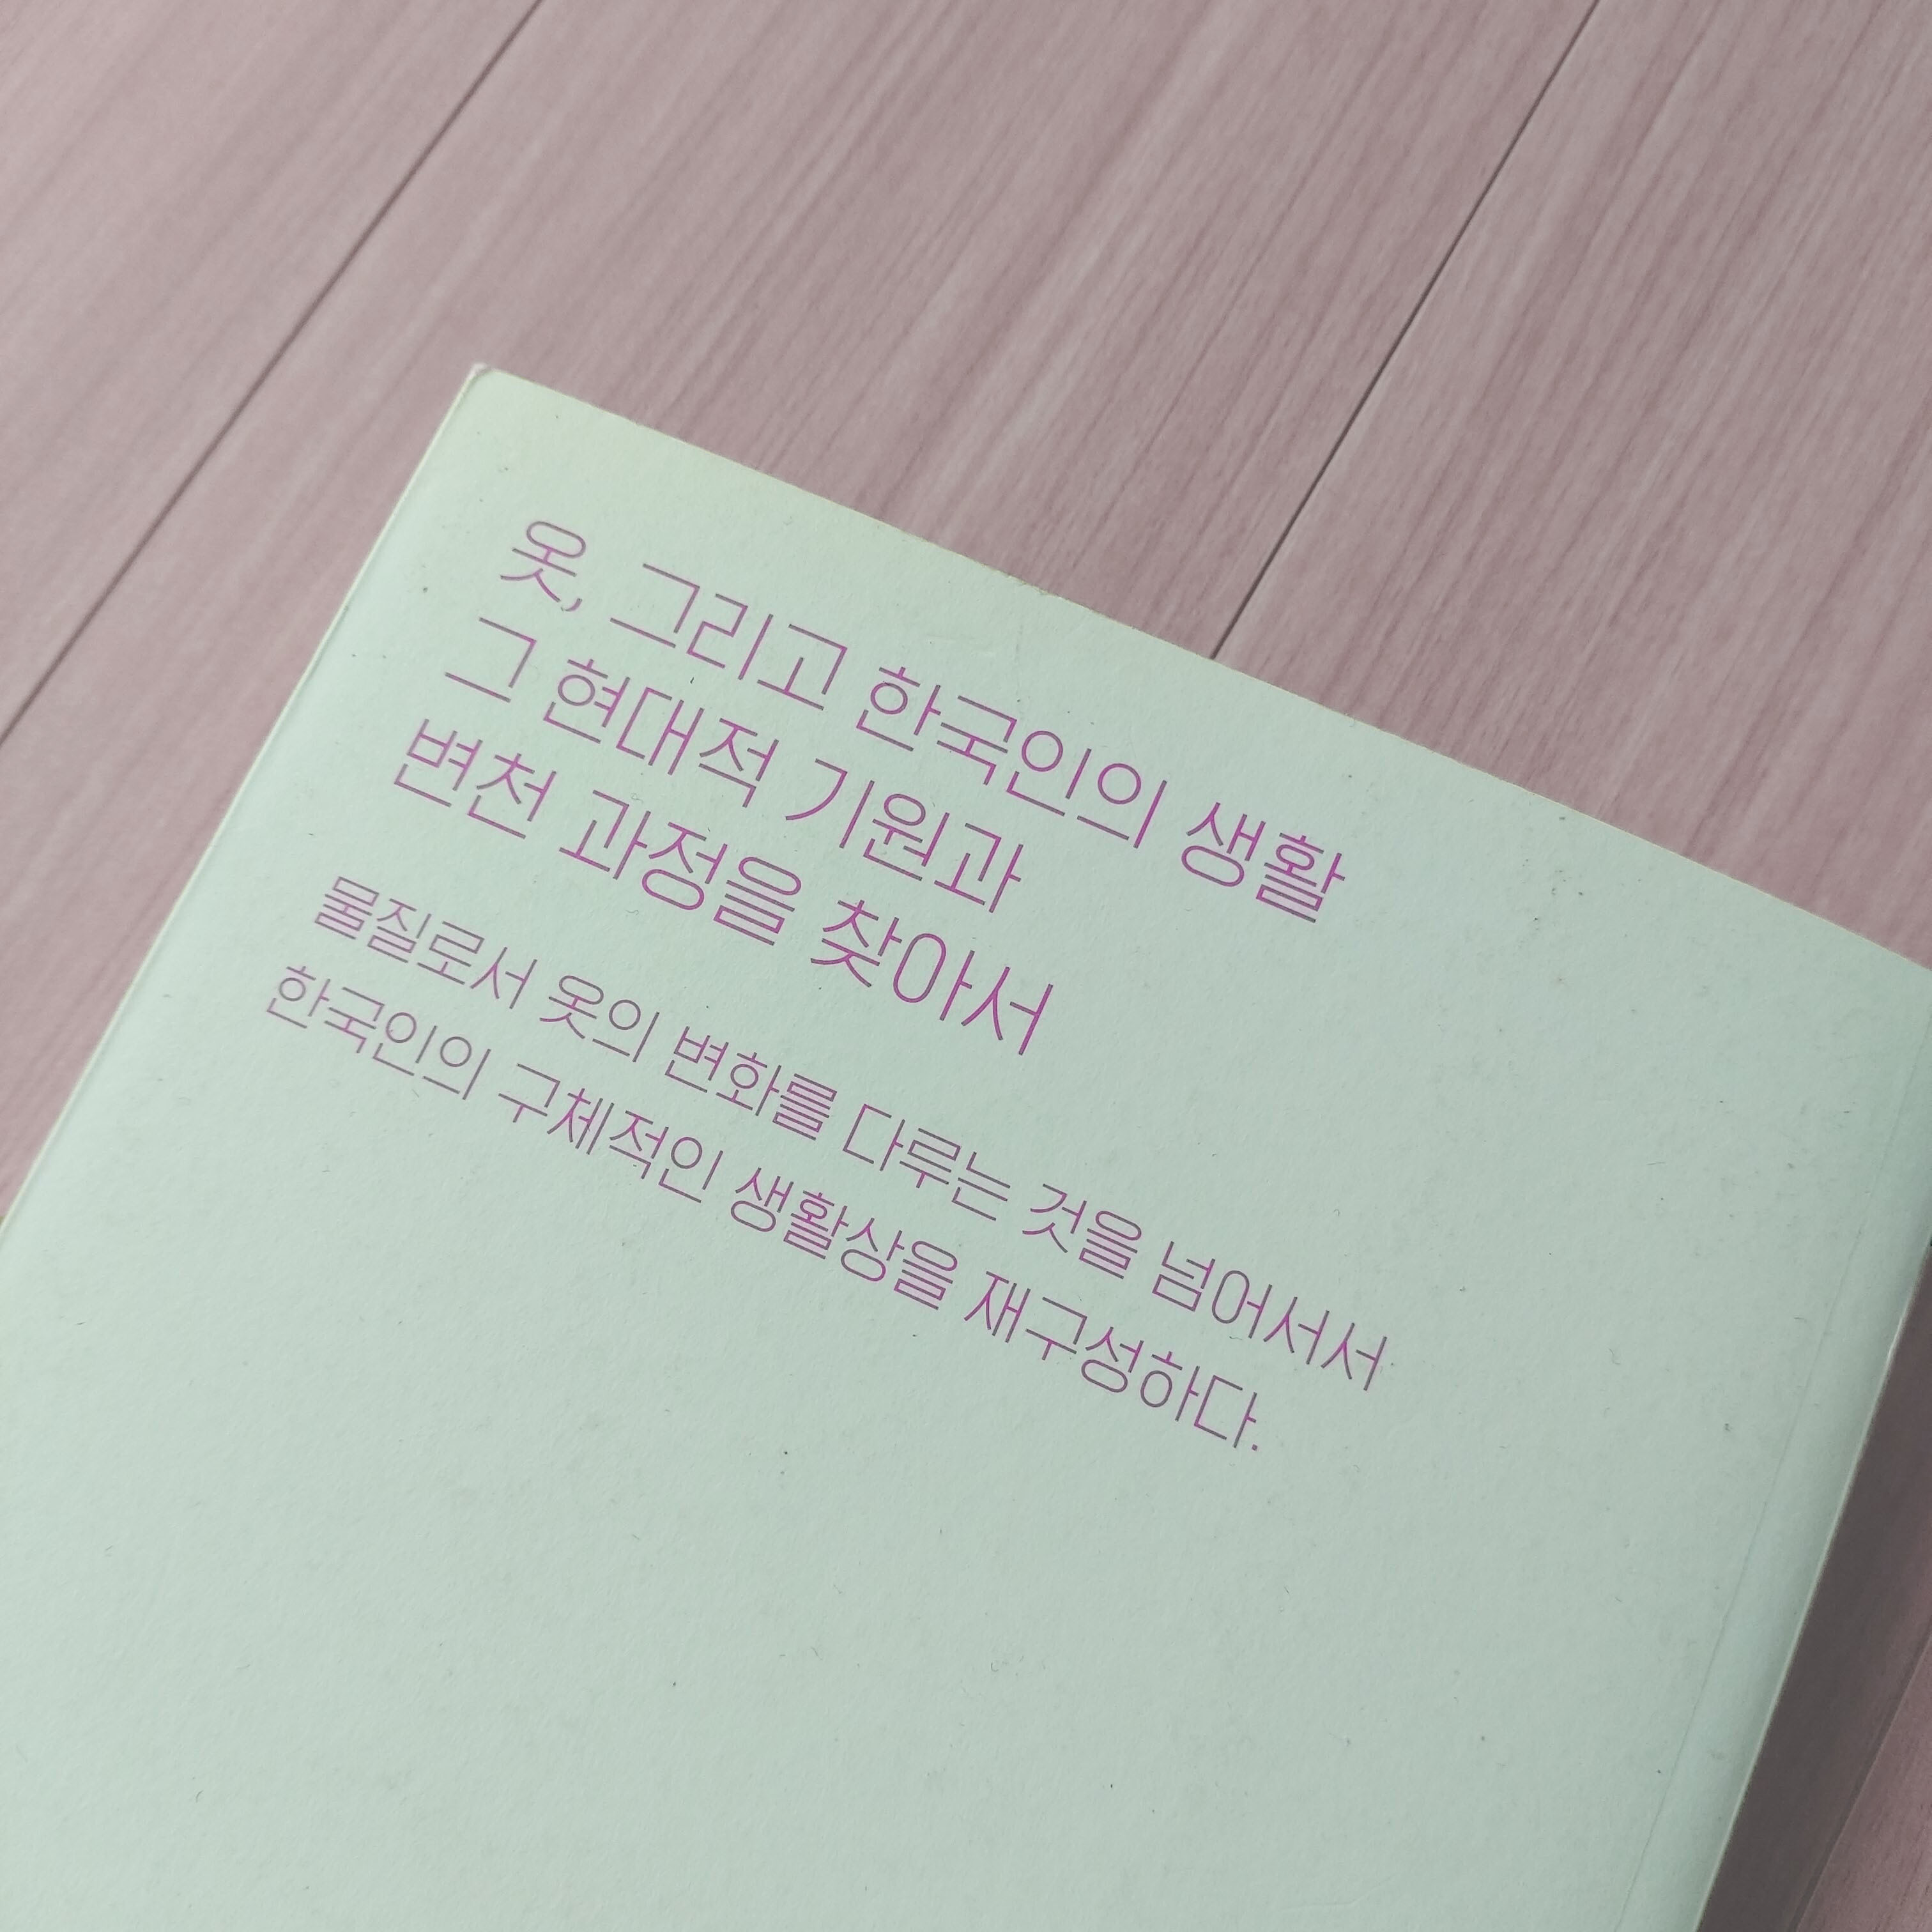 옷, 그리고 한국인의 생활
그 현대적 기원과
변천 과정을 찾아서
물질로서 옷의 변화를 다루는 것을 넘어서서
한국인의 구체적인 생활상을 재구성하다.